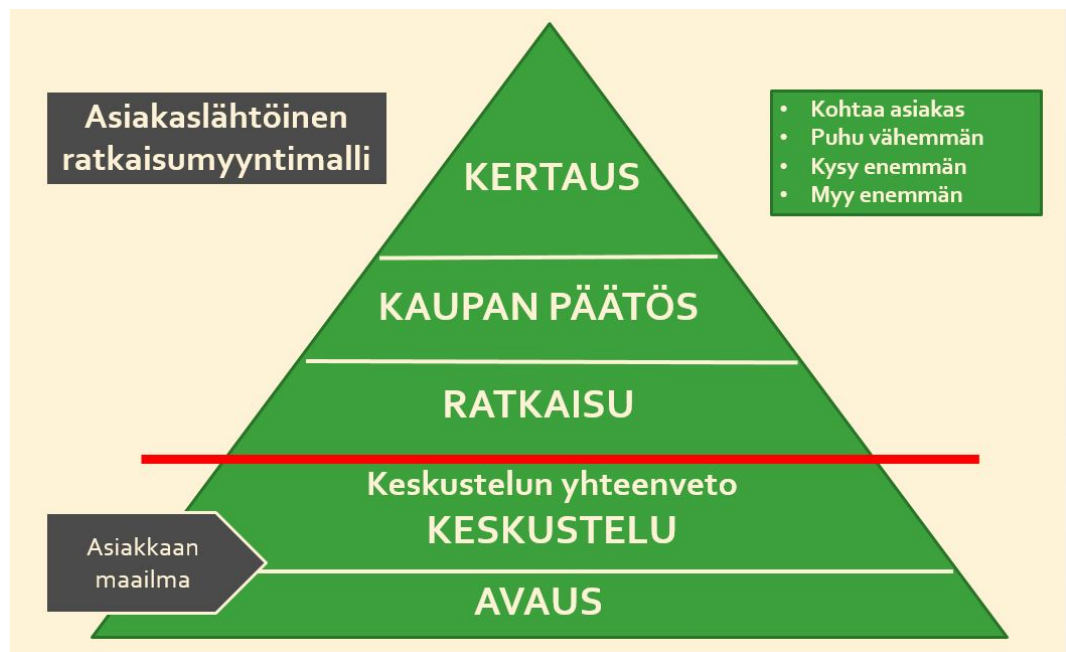 Asiakaslähtöinen
ratkaisumyyntimalli
• Kohtaa asiakas
• Puhu vähemmän
• Kysy enemmän
• Myy enemmän
KERTAUS
KAUPAN PÄÄTÖS
RATKAISU
Keskustelun yhteenveto
KESKUSTELU
Asiakkaan
maailma
AVAUS